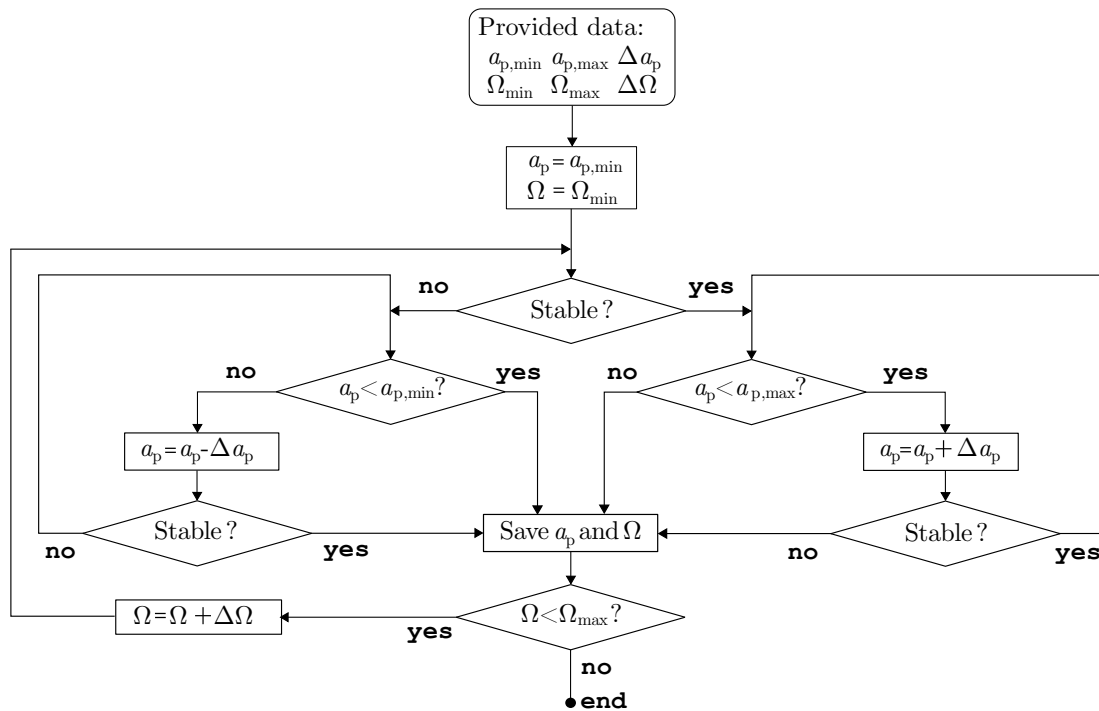 Provided data:
a_p,min a_p,max Δa_p
Ω_min Ω_max ΔΩ
a_p = a_p,min
Ω = Ω_min
no
Stable?
yes
no
a_p < a_p,min?
yes
no
a_p < a_p,max?
yes
a_p = a_p - Δa_p
a_p = a_p + Δa_p
Stable?
Save a_p and Ω
Stable?
no
yes
no
yes
Ω = Ω + ΔΩ
yes
Ω < Ω_max?
no
end